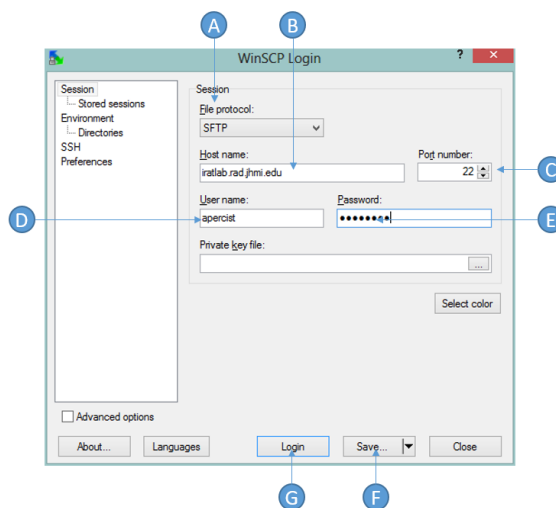 A
B
WinSCP Login
?
Session
Stored sessions
Environment
Directories
SSH
Preferences
Session
File protocol:
SFTP
Host name:
Port number:
iratlab.rad.jhmi.edu
22
C
User name:
Password:
D
apercist
E
Private key file:
...
Select color
Advanced options
About...
Languages
Login
Save...
Close
G
F